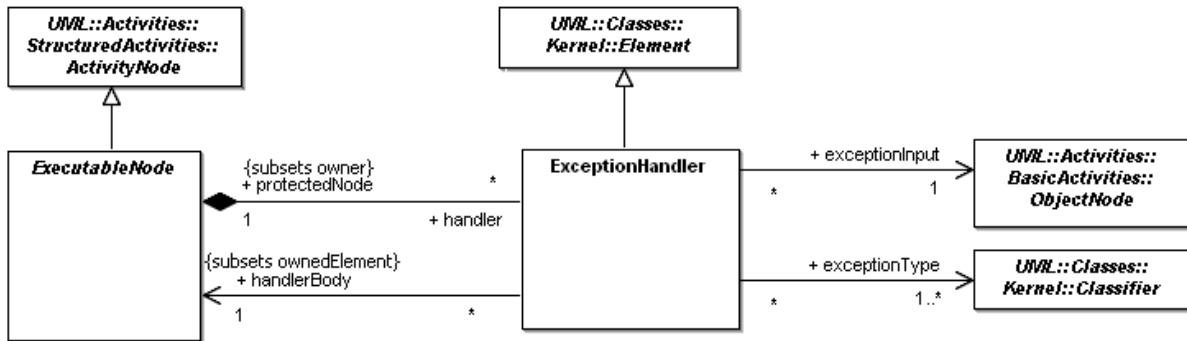 UML::Activities::
StructuredActivities::
ActivityNode
UML::Classes::
Kernel::Element
ExecutableNode
{subsets owner}
+ protectedNode
1
*
+ handler
{subsets ownedElement}
+ handlerBody
1
*
ExceptionHandler
+ exceptionInput
*
1
UML::Activities::
BasicActivities::
ObjectNode
+ exceptionType
*
1..*
UML::Classes::
Kernel::Classifier